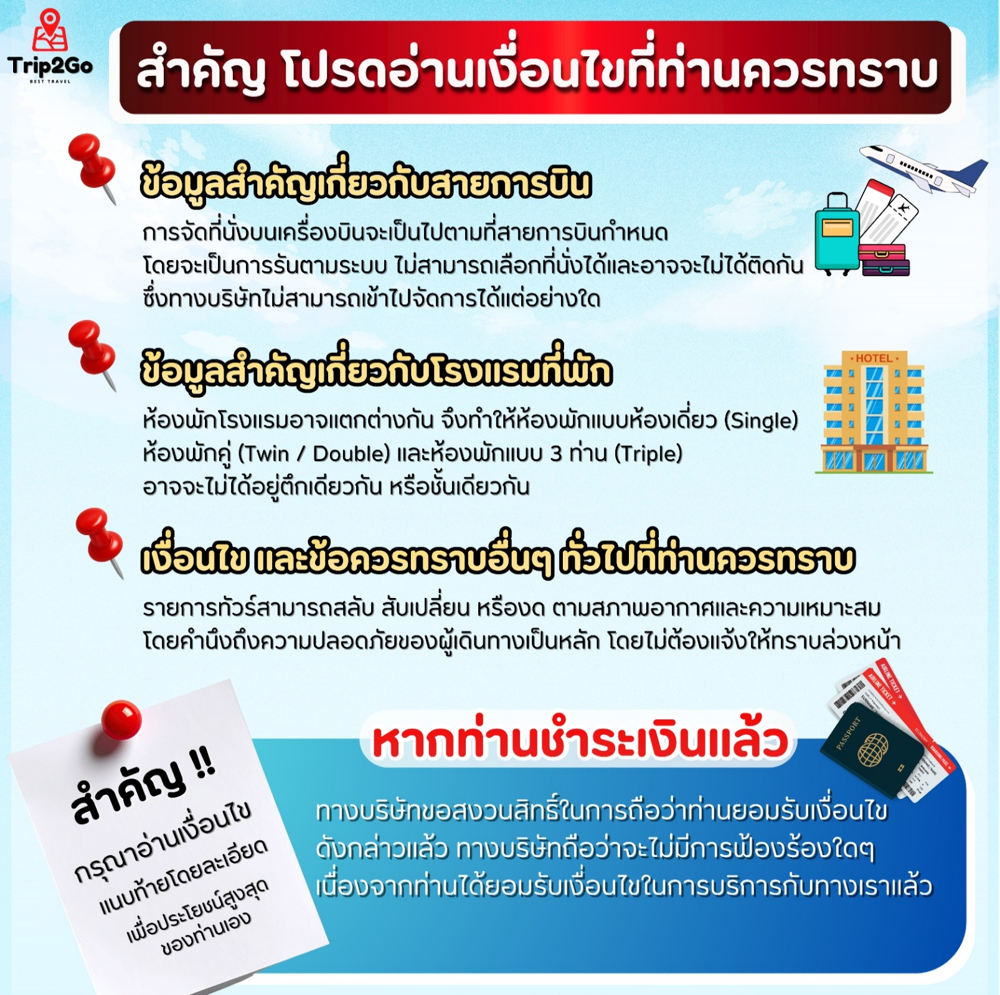 Trip2Go
BEST TRAVEL
สำคัญ โปรดอ่านเงื่อนไขที่ท่านควรทราบ
ข้อมูลสำคัญเกี่ยวกับสายการบิน
การจัดที่นั่งบนเครื่องบินจะเป็นไปตามที่สายการบินกำหนด
โดยจะเป็นการรันตามระบบ ไม่สามารถเลือกที่นั่งได้และอาจจะไม่ได้ติดกัน
ซึ่งทางบริษัทไม่สามารถเข้าไปจัดการได้แต่อย่างใด
ข้อมูลสำคัญเกี่ยวกับโรงแรมที่พัก
HOTEL
ห้องพักโรงแรมอาจแตกต่างกัน จึงทำให้ห้องพักแบบห้องเดี่ยว (Single)
ห้องพักคู่ (Twin / Double) และห้องพักแบบ 3 ท่าน (Triple)
อาจจะไม่ได้อยู่ตึกเดียวกัน หรือชั้นเดียวกัน
เงื่อนไข และข้อควรทราบอื่นๆ ทั่วไปที่ท่านควรทราบ
รายการทัวร์สามารถสลับ สับเปลี่ยน หรืองด ตามสภาพอากาศและความเหมาะสม
โดยคำนึงถึงความปลอดภัยของผู้เดินทางเป็นหลัก โดยไม่ต้องแจ้งให้ทราบล่วงหน้า
AIRLINE TICKET
AIRLINE TICKET
PASSPORT
ECONOMY
BOARDING PASS
หากท่านชำระเงินแล้ว
ทางบริษัทขอสงวนสิทธิ์ในการถือว่าท่านยอมรับเงื่อนไข
ดังกล่าวแล้ว ทางบริษัทถือว่าจะไม่มีการฟ้องร้องใดๆ
เนื่องจากท่านได้ยอมรับเงื่อนไขในการบริการกับทางเราแล้ว
สำคัญ !!
กรุณาอ่านเงื่อนไข
แนบท้ายโดยละเอียด
เพื่อประโยชน์สูงสุด
ของท่านเอง